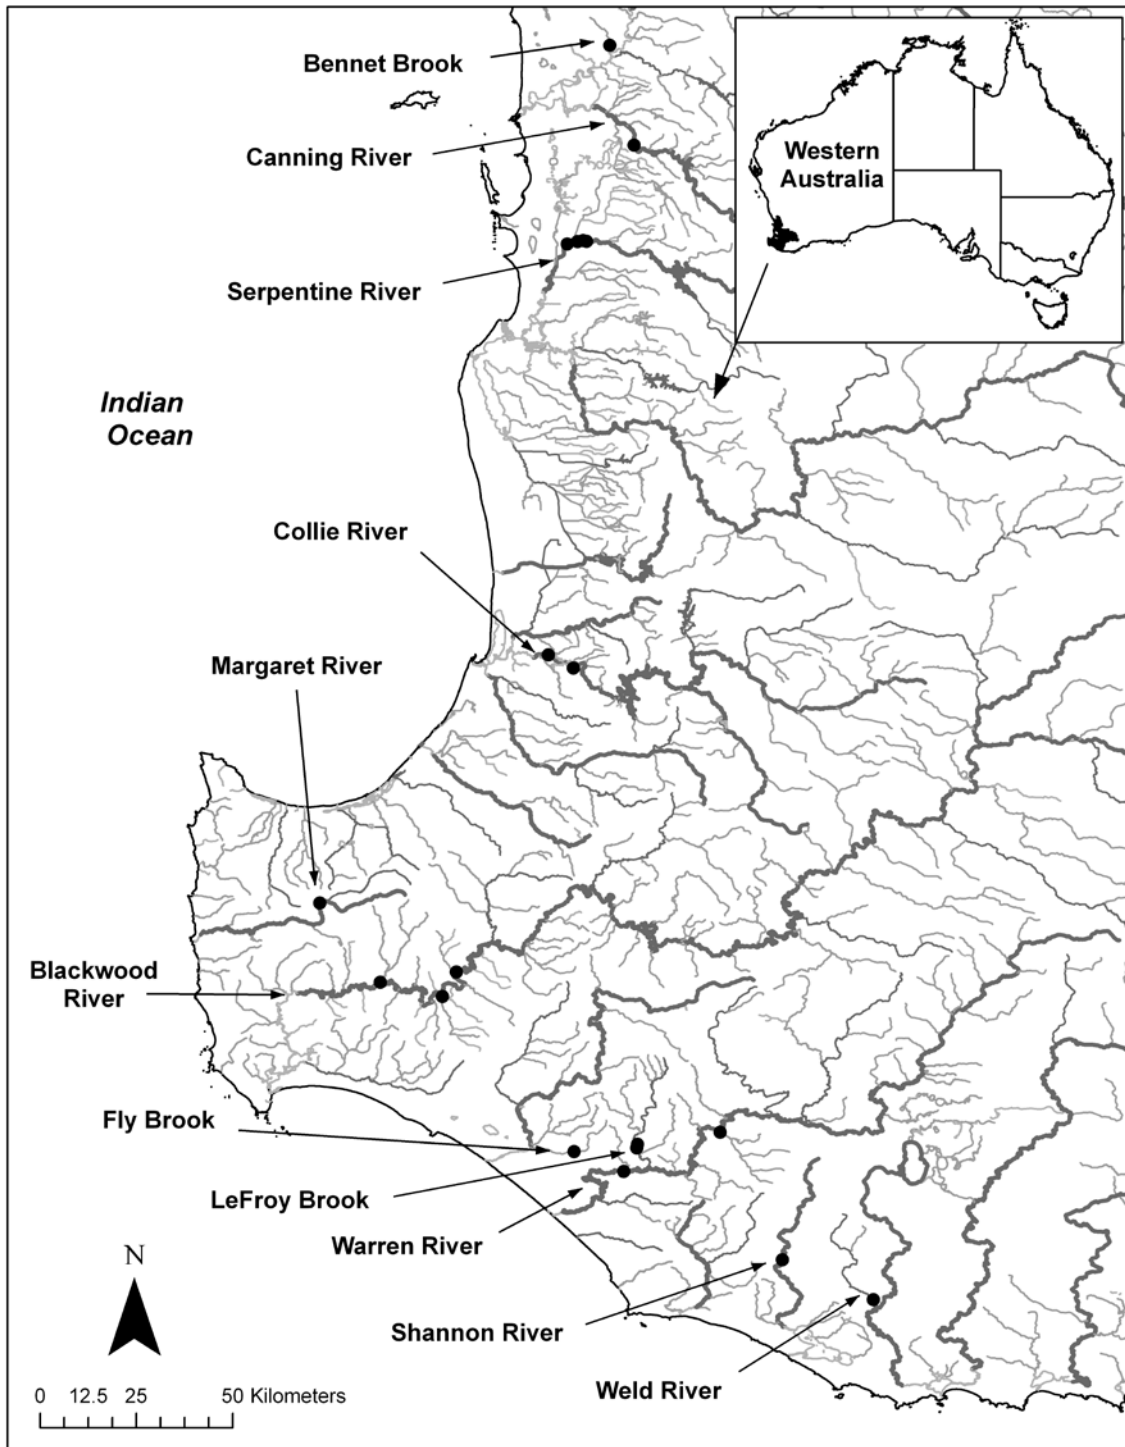 Bennet Brook
Canning River
Western
Australia
Serpentine River
Indian
Ocean
Collie River
Margaret River
Blackwood
River
Fly Brook
LeFroy Brook
Warren River
N
Shannon River
Weld River
0 12.5 25 50 Kilometers